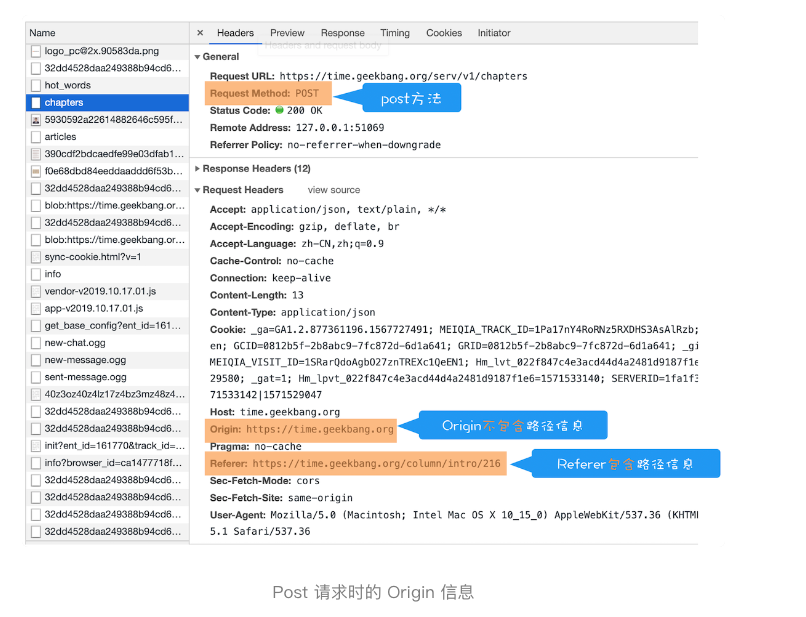 Name
logo_pc@2x.90583da.png
32dd4528daa249388b94cd6...
hot_words
chapters
5930592a22614882646c595f...
articles
390cdf2bdcaedfe99e03dfab1...
f0e68dbd84eeddaaddd6f53b...
32dd4528daa249388b94cd6...
blob:https://time.geekbang.or...
32dd4528daa249388b94cd6...
blob:https://time.geekbang.or...
sync-cookie.html?v=1
info
vendor-v2019.10.17.01.js
app-v2019.10.17.01.js
get_base_config?ent_id=161...
new-chat.ogg
new-message.ogg
sent-message.ogg
40z3oz40z4lz17z4bz3mz48z4...
32dd4528daa249388b94cd6...
32dd4528daa249388b94cd6...
init?ent_id=161770&track_id=...
info?browser_id=ca1477718f...
32dd4528daa249388b94cd6...
32dd4528daa249388b94cd6...
32dd4528daa249388b94cd6...
32dd4528daa249388b94cd6...
× Headers Preview Response Timing Cookies Initiator
Headers and request body
General
Request URL: https://time.geekbang.org/serv/v1/chapters
Request Method: POST
post方法
Status Code: 200 OK
Remote Address: 127.0.0.1:51069
Referrer Policy: no-referrer-when-downgrade
Response Headers (12)
Request Headers view source
Accept: application/json, text/plain, */*
Accept-Encoding: gzip, deflate, br
Accept-Language: zh-CN,zh;q=0.9
Cache-Control: no-cache
Connection: keep-alive
Content-Length: 13
Content-Type: application/json
Cookie: _ga=GA1.2.877361196.1567727491; MEIQIA_TRACK_ID=1Pa17nY4RoRNz5RXDHS3AsAlRzb;
en; GCID=0812b5f-2b8abc9-7fc872d-6d1a641; GRID=0812b5f-2b8abc9-7fc872d-6d1a641; _gi
MEIQIA_VISIT_ID=1SRarQdoAgbO27znTREXc1QeEN1; Hm_lvt_022f847c4e3acd44d4a2481d9187f1e
29580; _gat=1; Hm_lpvt_022f847c4e3acd44d4a2481d9187f1e6=1571533140; SERVERID=1fa1f3
71533142|1571529047
Host: time.geekbang.org
Origin: https://time.geekbang.org
Origin不包含路径信息
Pragma: no-cache
Referer: https://time.geekbang.org/column/intro/216
Referer包含路径信息
Sec-Fetch-Mode: cors
Sec-Fetch-Site: same-origin
User-Agent: Mozilla/5.0 (Macintosh; Intel Mac OS X 10_15_0) AppleWebKit/537.36 (KHTM
5.1 Safari/537.36
Post 请求时的 Origin 信息